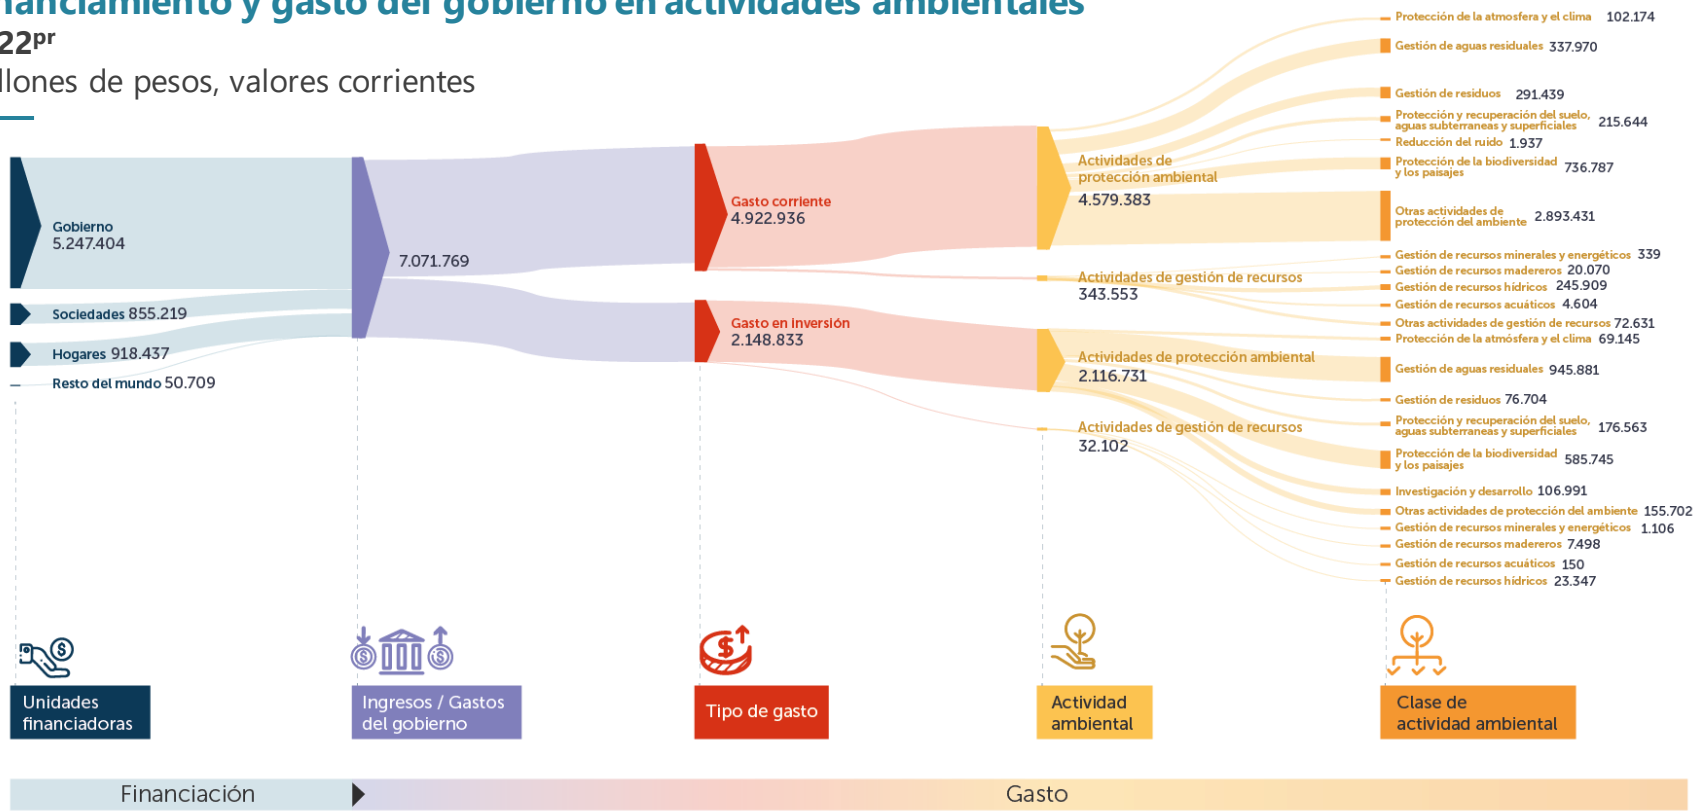 nanciamiento y gasto del gobierno en actividades ambientales
22pr
llones de pesos, valores corrientes
Gobierno
5.247.404
Sociedades 855.219
Hogares 918.437
Resto del mundo 50.709
7.071.769
Gasto corriente
4.922.936
Gasto en inversión
2.148.833
Actividades de
protección ambiental
4.579.383
Actividades de gestión de recursos
343.553
Actividades de protección ambiental
2.116.731
Actividades de gestión de recursos
32.102
Protección de la atmosfera y el clima 102.174
Gestión de aguas residuales 337.970
Gestión de residuos 291.439
Protección y recuperación del suelo,
aguas subterraneas y superficiales 215.644
Reducción del ruido 1.937
Protección de la biodiversidad
y los paisajes 736.787
Otras actividades de
protección del ambiente 2.893.431
Gestión de recursos minerales y energéticos 339
Gestión de recursos madereros 20.070
Gestión de recursos hídricos 245.909
Gestión de recursos acuáticos 4.604
Otras actividades de gestión de recursos 72.631
Protección de la atmósfera y el clima 69.145
Gestión de aguas residuales 945.881
Gestión de residuos 76.704
Protección y recuperación del suelo,
aguas subterraneas y superficiales 176.563
Protección de la biodiversidad
y los paisajes 585.745
Investigación y desarrollo 106.991
Otras actividades de protección del ambiente 155.702
Gestión de recursos minerales y energéticos 1.106
Gestión de recursos madereros 7.498
Gestión de recursos acuáticos 150
Gestión de recursos hídricos 23.347
Unidades
financiadoras
Ingresos / Gastos
del gobierno
Tipo de gasto
Actividad
ambiental
Clase de
actividad ambiental
Financiación
Gasto